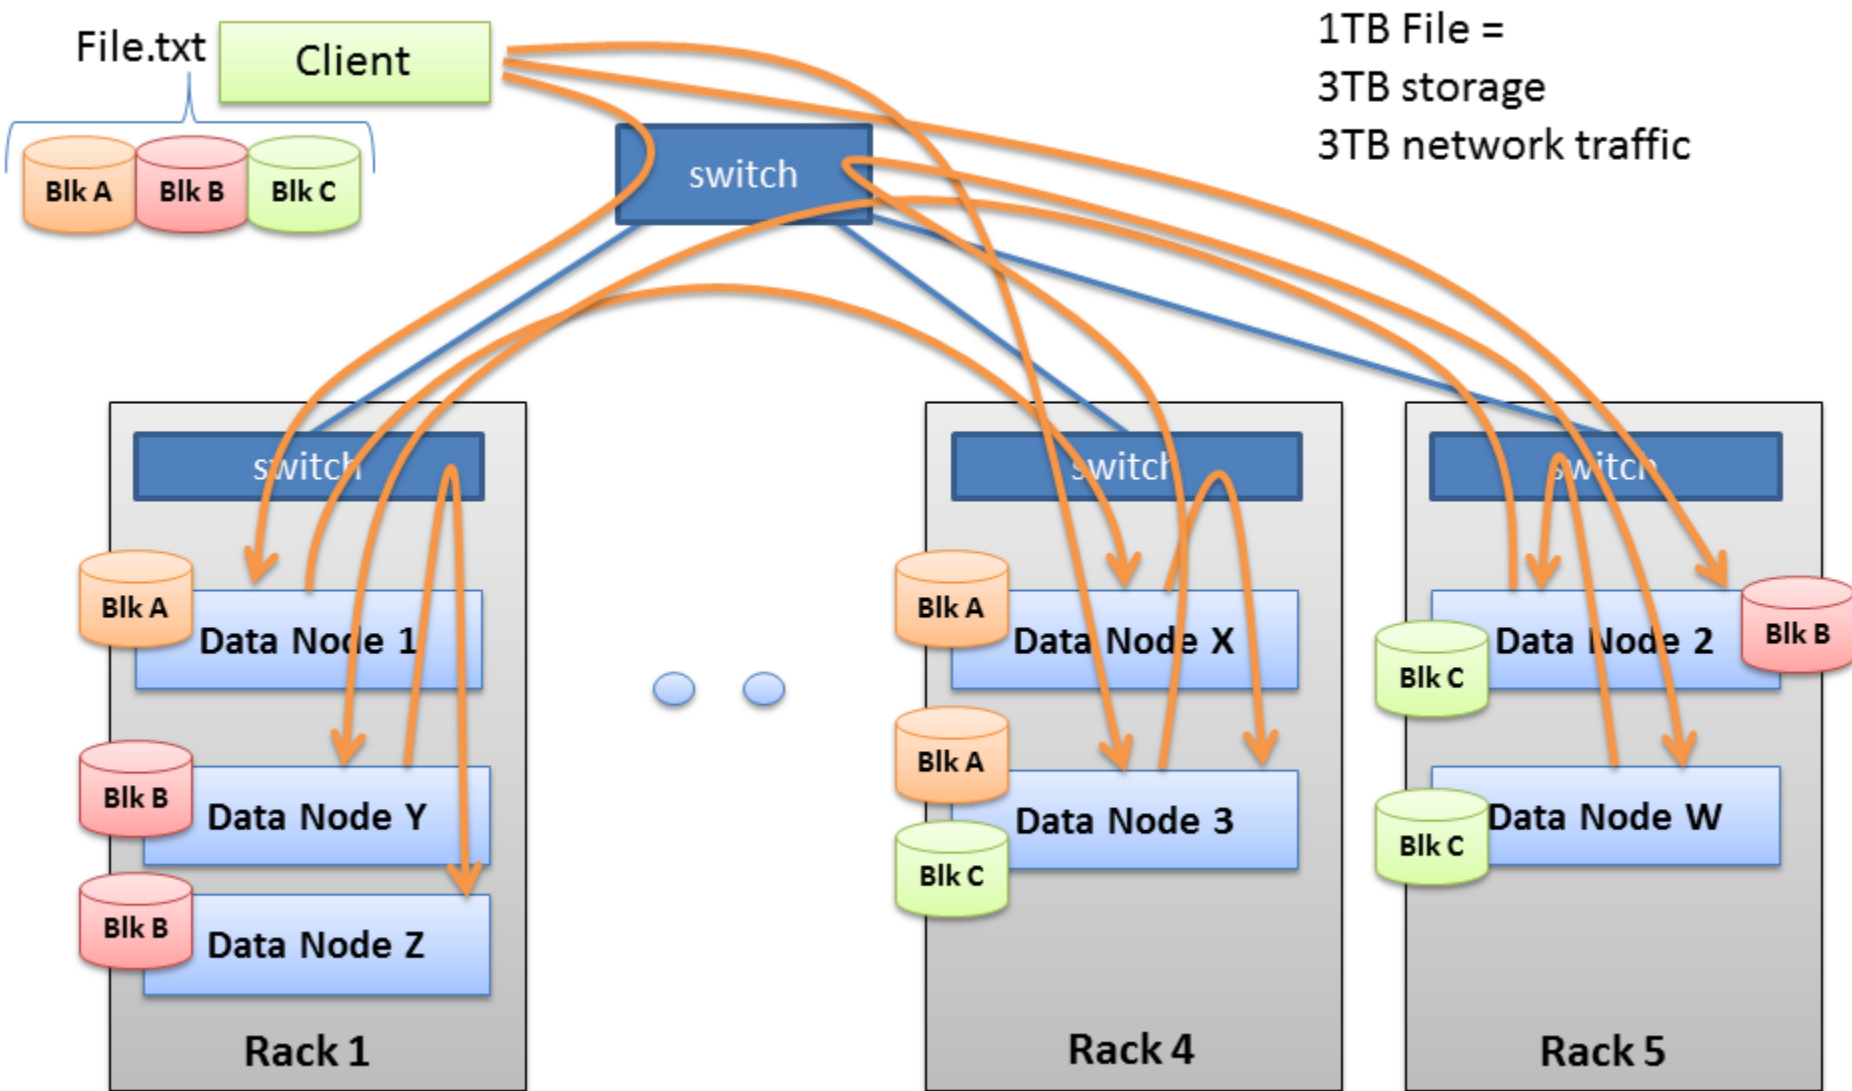 File.txt
Client
1TB File =
3TB storage
3TB network traffic
Blk A
Blk B
Blk C
switch
switch
switch
switch
Blk A
Data Node 1
Blk B
Data Node Y
Blk B
Data Node Z
Rack 1
Blk A
Data Node X
Blk A
Data Node 3
Blk C
Rack 4
Data Node 2
Blk B
Blk C
Data Node W
Blk C
Rack 5